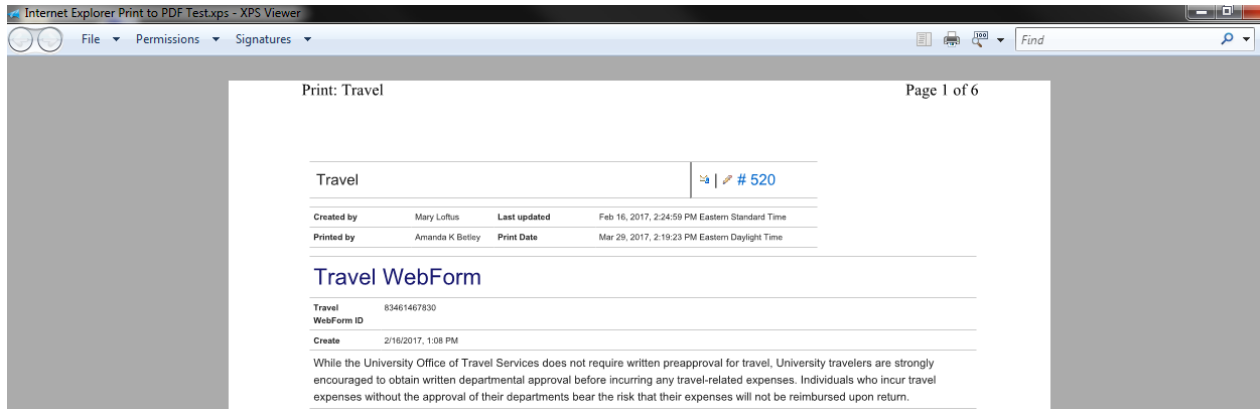 Internet Explorer Print to PDF Test.xps - XPS Viewer
File Permissions Signatures 100 Find
Print: Travel Page 1 of 6
Travel | # 520
Created by Mary Loftus Last updated Feb 16, 2017, 2:24:59 PM Eastern Standard Time
Printed by Amanda K Betley Print Date Mar 29, 2017, 2:19:23 PM Eastern Daylight Time
Travel WebForm
Travel 83461467830
WebForm ID
Create 2/16/2017, 1:08 PM
While the University Office of Travel Services does not require written preapproval for travel, University travelers are strongly
encouraged to obtain written departmental approval before incurring any travel-related expenses. Individuals who incur travel
expenses without the approval of their departments bear the risk that their expenses will not be reimbursed upon return.